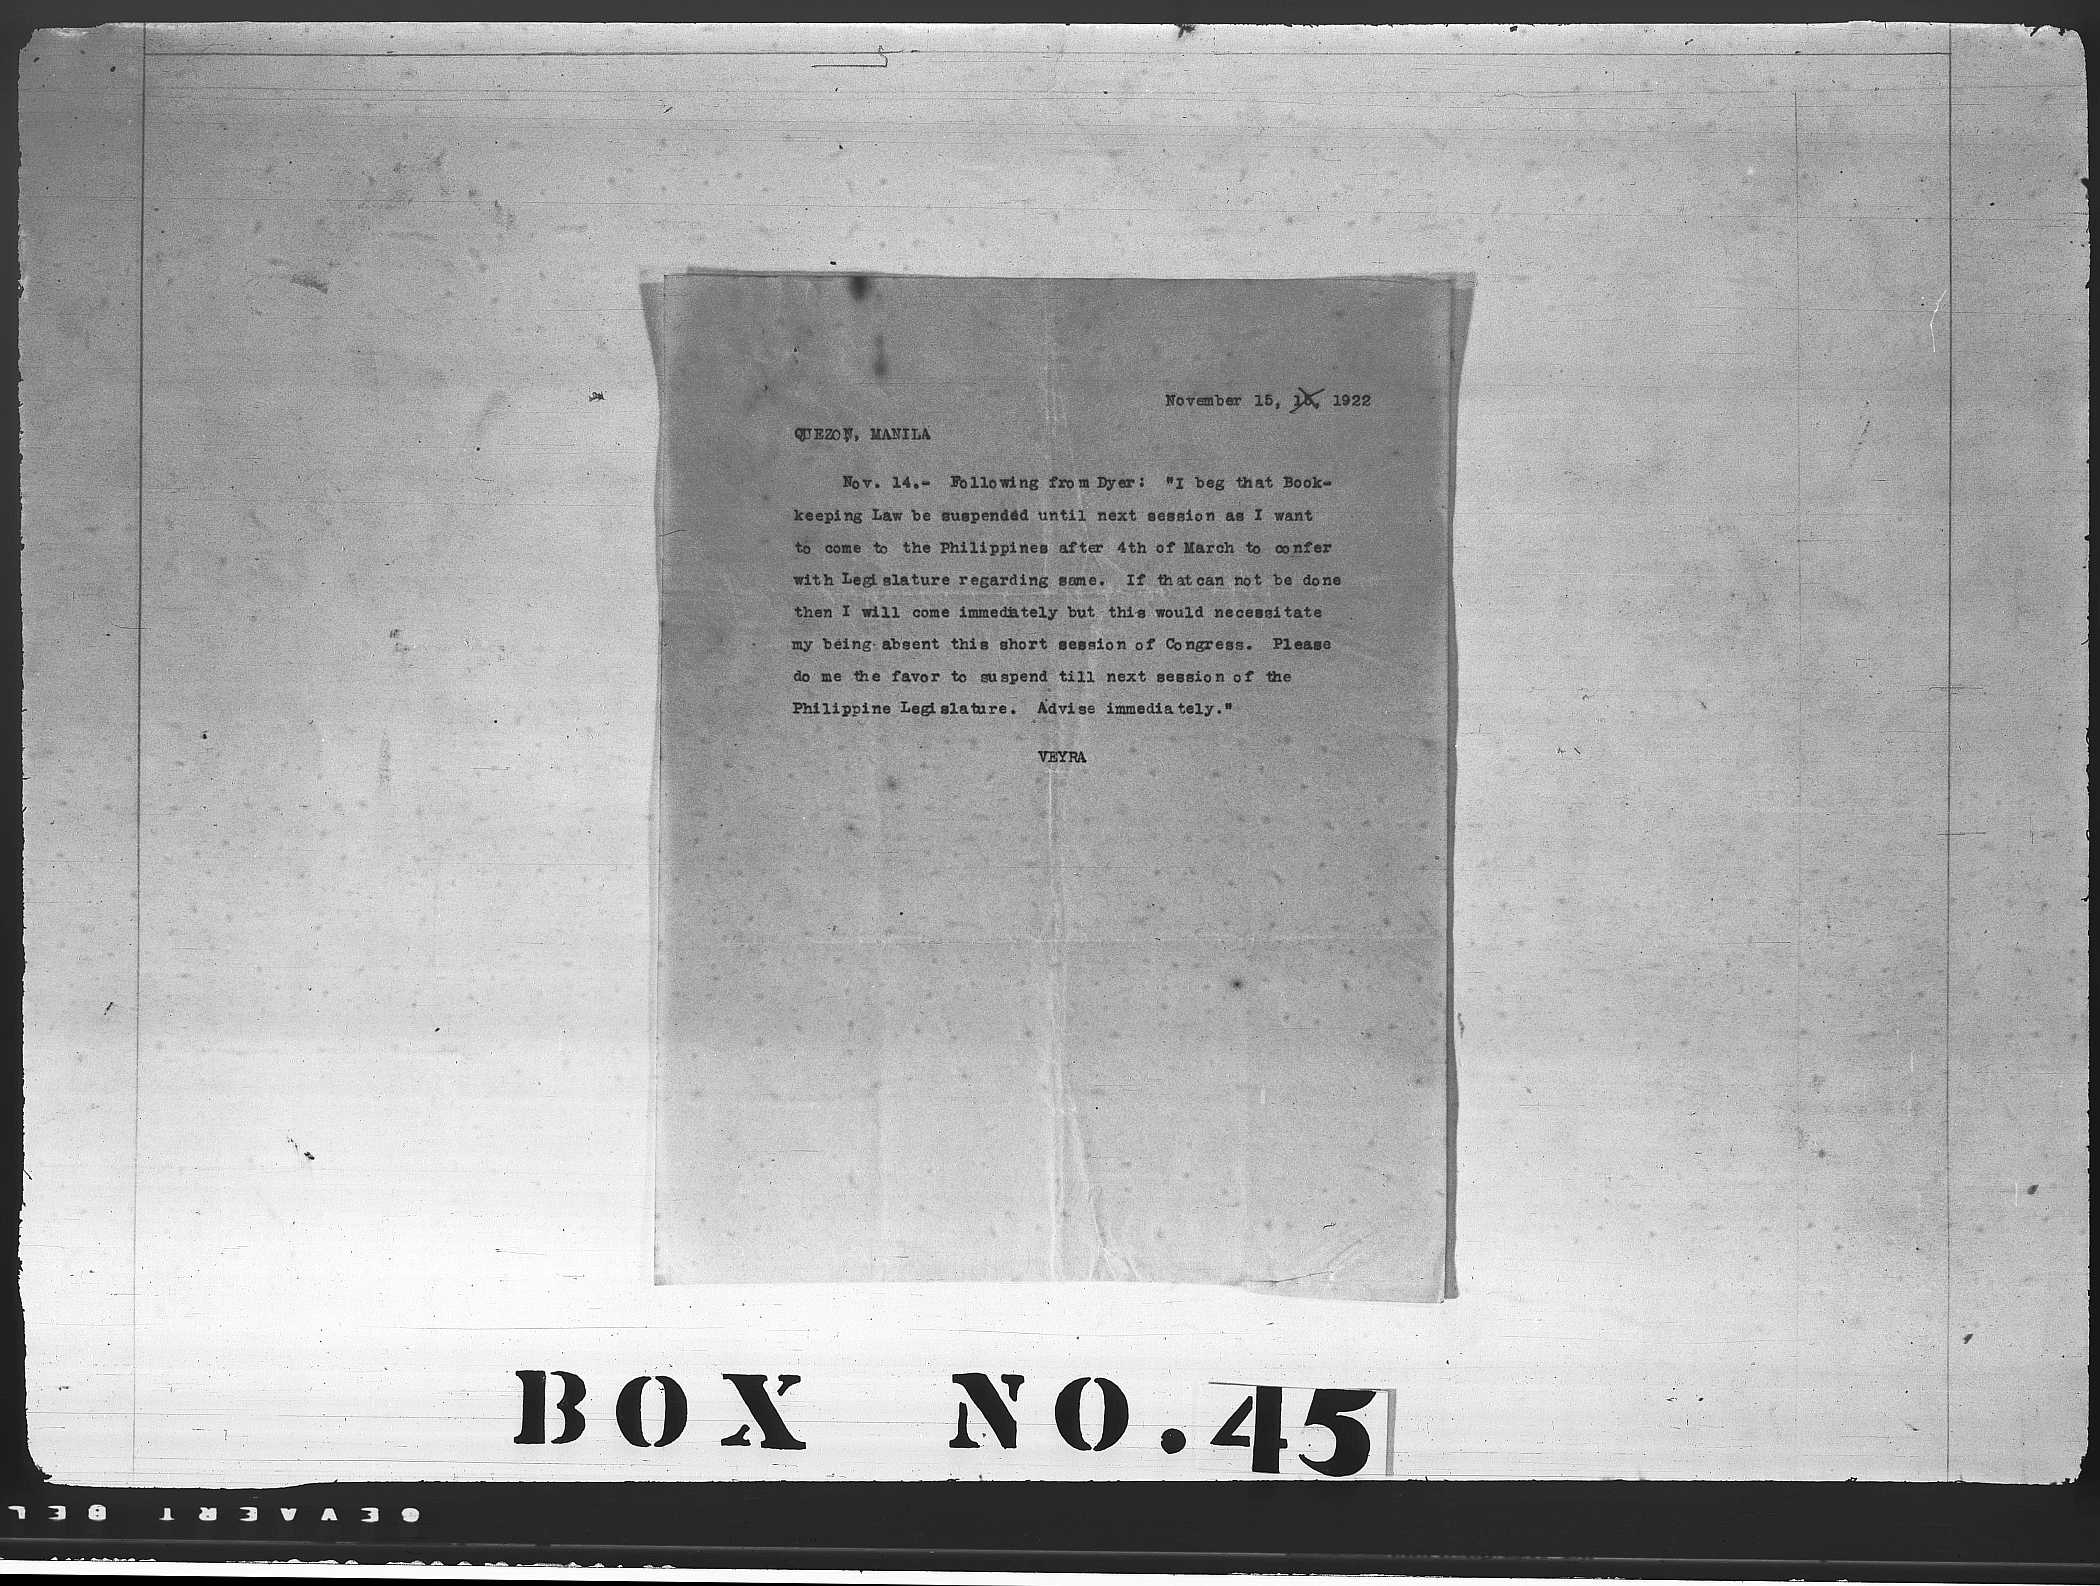 November 15, 15, 1922
QUEZON, MANILA
Nov. 14.- Following from Dyer: "I beg that Book-
keeping Law be suspended until next session as I want
to come to the Philippines after 4th of March to confer
with Legislature regarding same. If that can not be done
then I will come immediately but this would necessitate
my being absent this short session of Congress. Please
do me the favor to suspend till next session of the
Philippine Legislature. Advise immediately."
VEYRA
BOX NO. 45
GEVAERT BEL